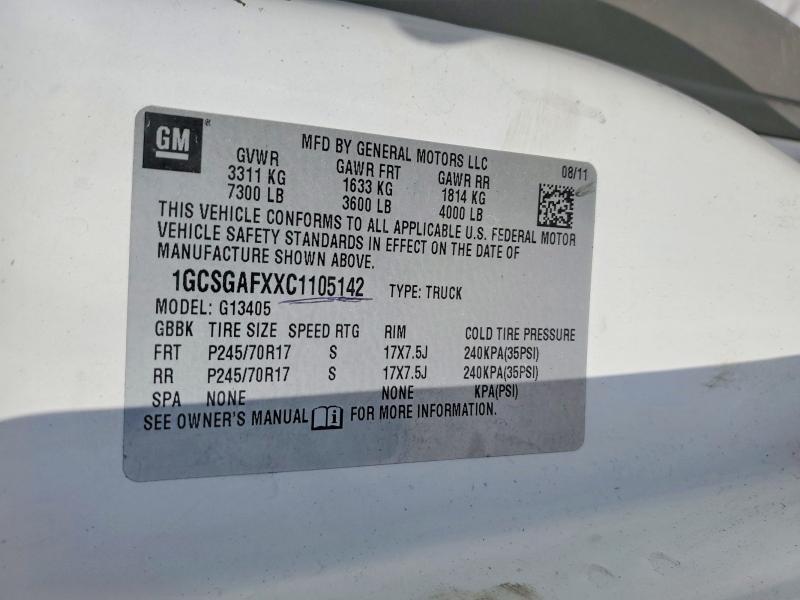 GM
MFD BY GENERAL MOTORS LLC
GVWR GAWR FRT GAWR RR 08/11
3311 KG 1633 KG 1814 KG
7300 LB 3600 LB 4000 LB
THIS VEHICLE CONFORMS TO ALL APPLICABLE U.S. FEDERAL MOTOR
VEHICLE SAFETY STANDARDS IN EFFECT ON THE DATE OF
MANUFACTURE SHOWN ABOVE.
1GCSGAFXXC1105142 TYPE: TRUCK
MODEL: G13405
GBBK TIRE SIZE SPEED RTG RIM COLD TIRE PRESSURE
FRT P245/70R17 S 17X7.5J 240KPA(35PSI)
RR P245/70R17 S 17X7.5J 240KPA(35PSI)
SPA NONE NONE KPA(PSI)
SEE OWNER'S MANUAL i FOR MORE INFORMATION.